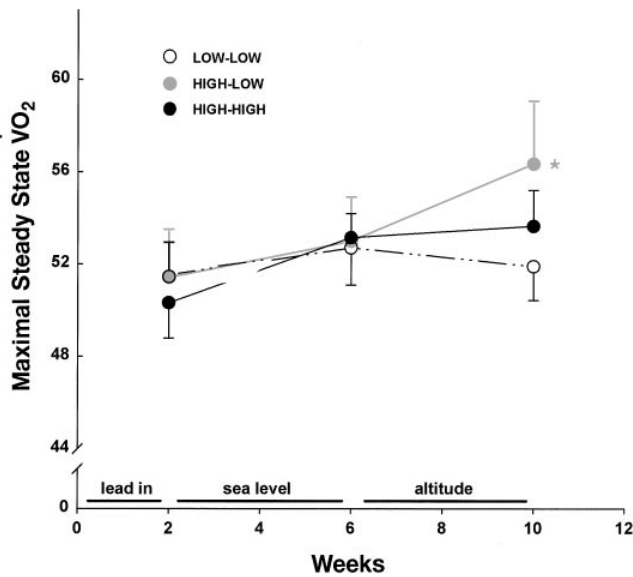 Maximal Steady State VO2
LOW-LOW
HIGH-LOW
HIGH-HIGH
60
56
52
48
44
0
*
lead in
sea level
altitude
0 2 4 6 8 10 12
Weeks